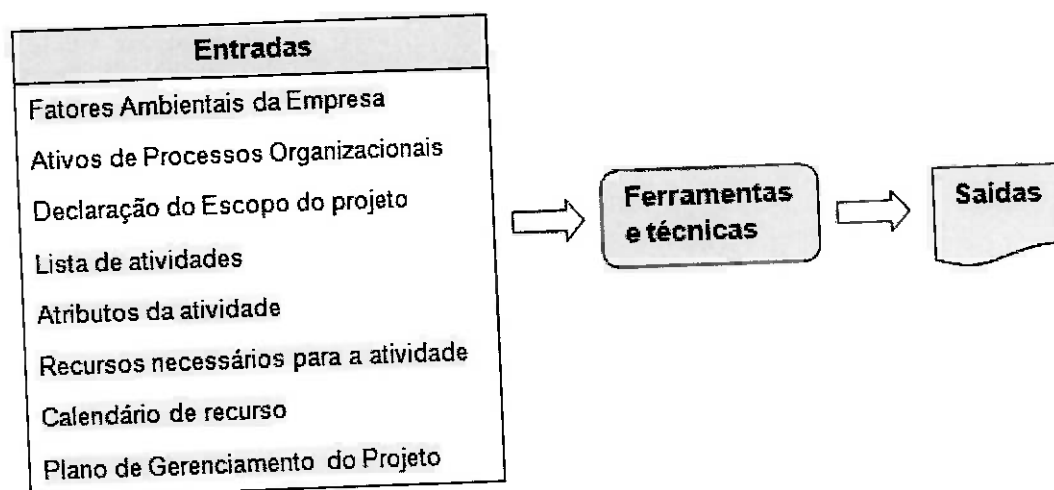 Entradas
Fatores Ambientais da Empresa
Ativos de Processos Organizacionais
Declaração do Escopo do projeto
Lista de atividades
Atributos da atividade
Recursos necessários para a atividade
Calendário de recurso
Plano de Gerenciamento do Projeto
Ferramentas
e técnicas
Saídas